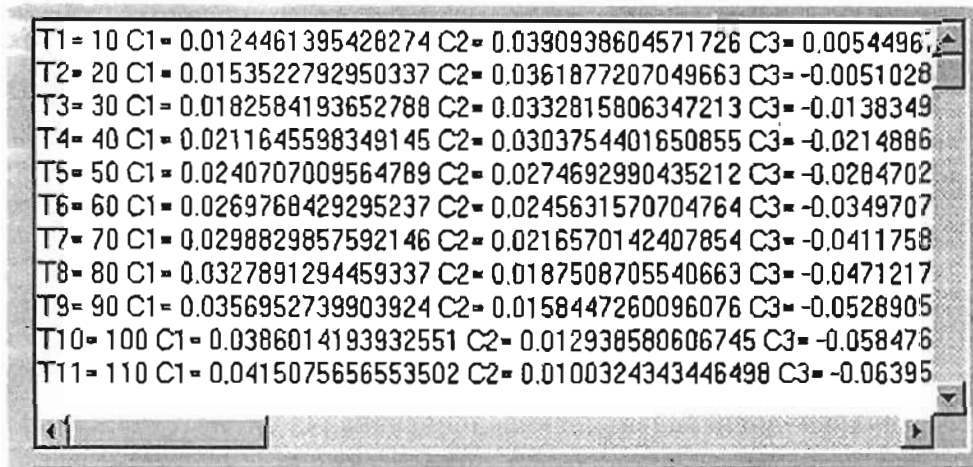 T1= 10 C1= 0.0124461395428274 C2= 0.0390938604571726 C3= 0.0054496
T2= 20 C1= 0.0153522792950337 C2= 0.0361877207049663 C3= -0.0051028
T3= 30 C1= 0.0182584193652788 C2= 0.0332815806347213 C3= -0.0138349
T4= 40 C1= 0.0211645598349145 C2= 0.0303754401650855 C3= -0.0214886
T5= 50 C1= 0.0240707009564789 C2= 0.0274692990435212 C3= -0.0284702
T6= 60 C1= 0.0269768429295237 C2= 0.0245631570704764 C3= -0.0349707
T7= 70 C1= 0.0298829857592146 C2= 0.0216570142407854 C3= -0.0411758
T8= 80 C1= 0.0327891294459337 C2= 0.0187508705540663 C3= -0.0471217
T9= 90 C1= 0.0356952739903924 C2= 0.0158447260096076 C3= -0.0528905
T10= 100 C1= 0.0386014193932551 C2= 0.012938580606745 C3= -0.058476
T11= 110 C1= 0.0415075656553502 C2= 0.0100324343446498 C3= -0.06395